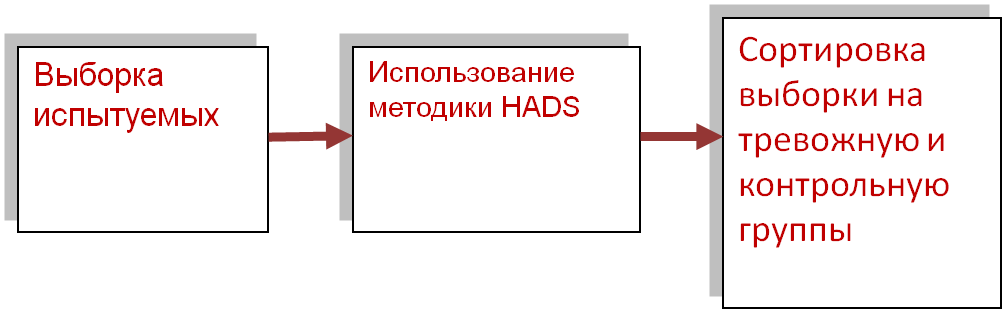 Выборка
испытуемых
Использование
методики HADS
Сортировка
выборки на
тревожную и
контрольную
группы